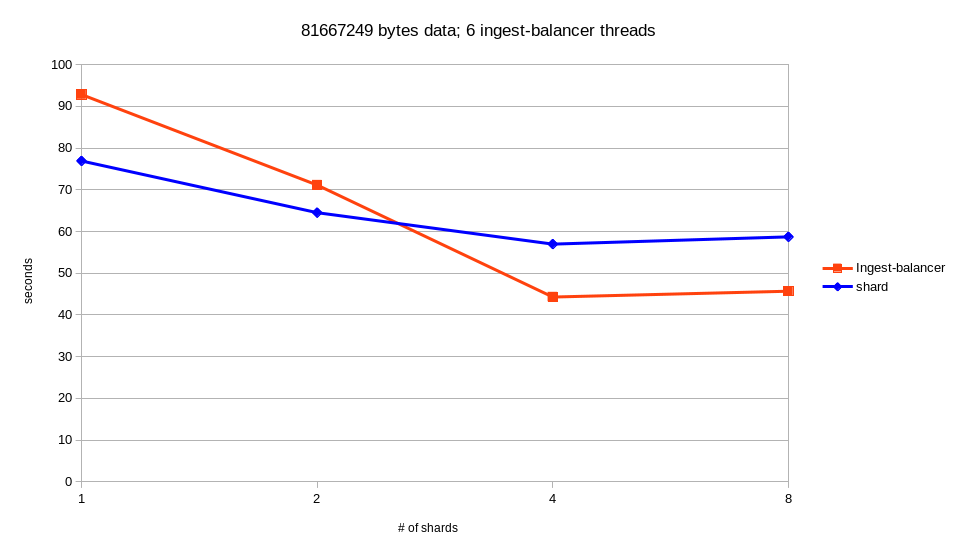 81667249 bytes data; 6 ingest-balancer threads
100
90
80
70
60
50
40
30
20
10
0
seconds
1 2 4 8
# of shards
Ingest-balancer
shard